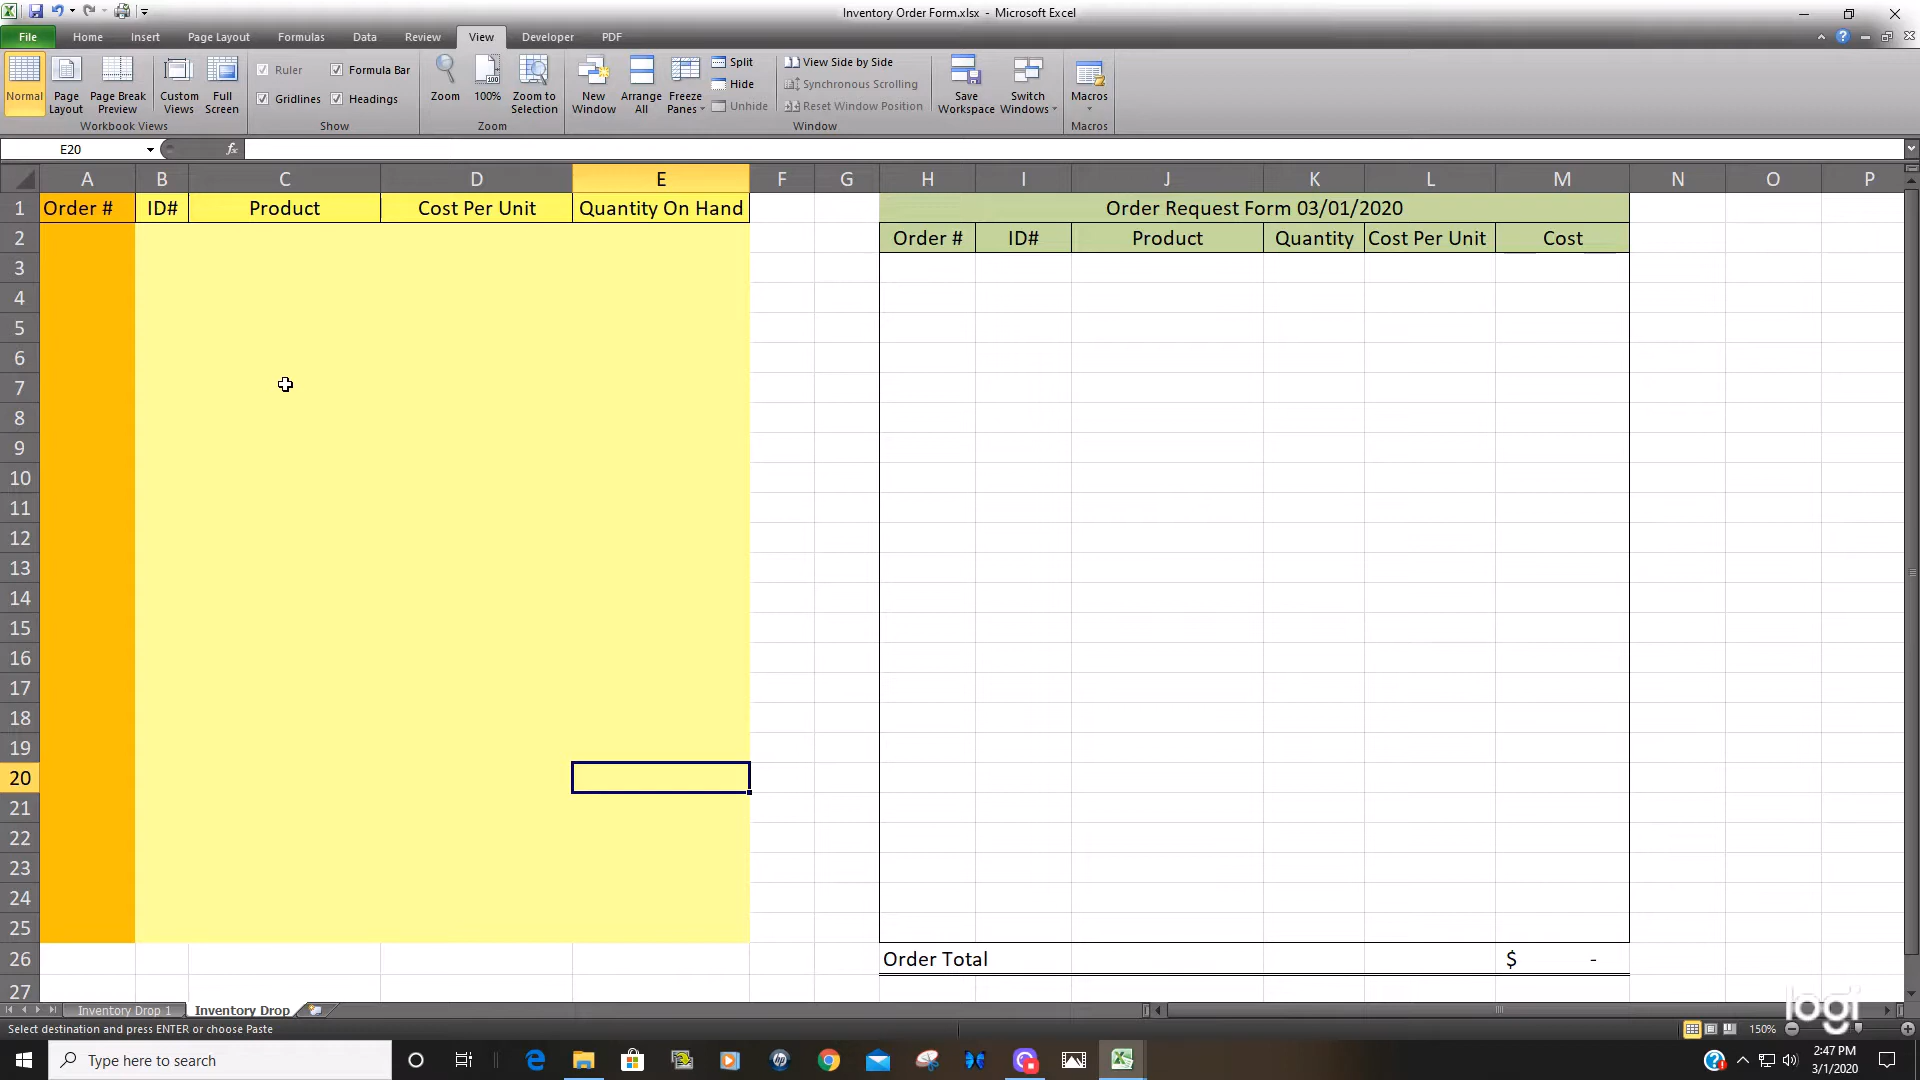 Inventory Order Form.xlsx - Microsoft Excel
File Home Insert Page Layout Formulas Data Review View Developer PDF
Normal Page Layout Page Break Preview Custom Views Full Screen
Workbook Views
Ruler Formula Bar
Gridlines Headings
Show
Zoom 100% Zoom to Selection
Zoom
New Window Arrange All Freeze Panes
Split
Hide
Unhide
View Side by Side
Synchronous Scrolling
Reset Window Position
Window
Save Workspace Switch Windows
Macros
Macros
E20 fx
A B C D E F G H I J K L M N O P
1 Order # ID# Product Cost Per Unit Quantity On Hand Order Request Form 03/01/2020
2 Order # ID# Product Quantity Cost Per Unit Cost
3
4
5
6
7
8
9
10
11
12
13
14
15
16
17
18
19
20
21
22
23
24
25
26 Order Total $ -
27
Inventory Drop 1 Inventory Drop
logi
Select destination and press ENTER or choose Paste 150%
Type here to search
2:47 PM
3/1/2020